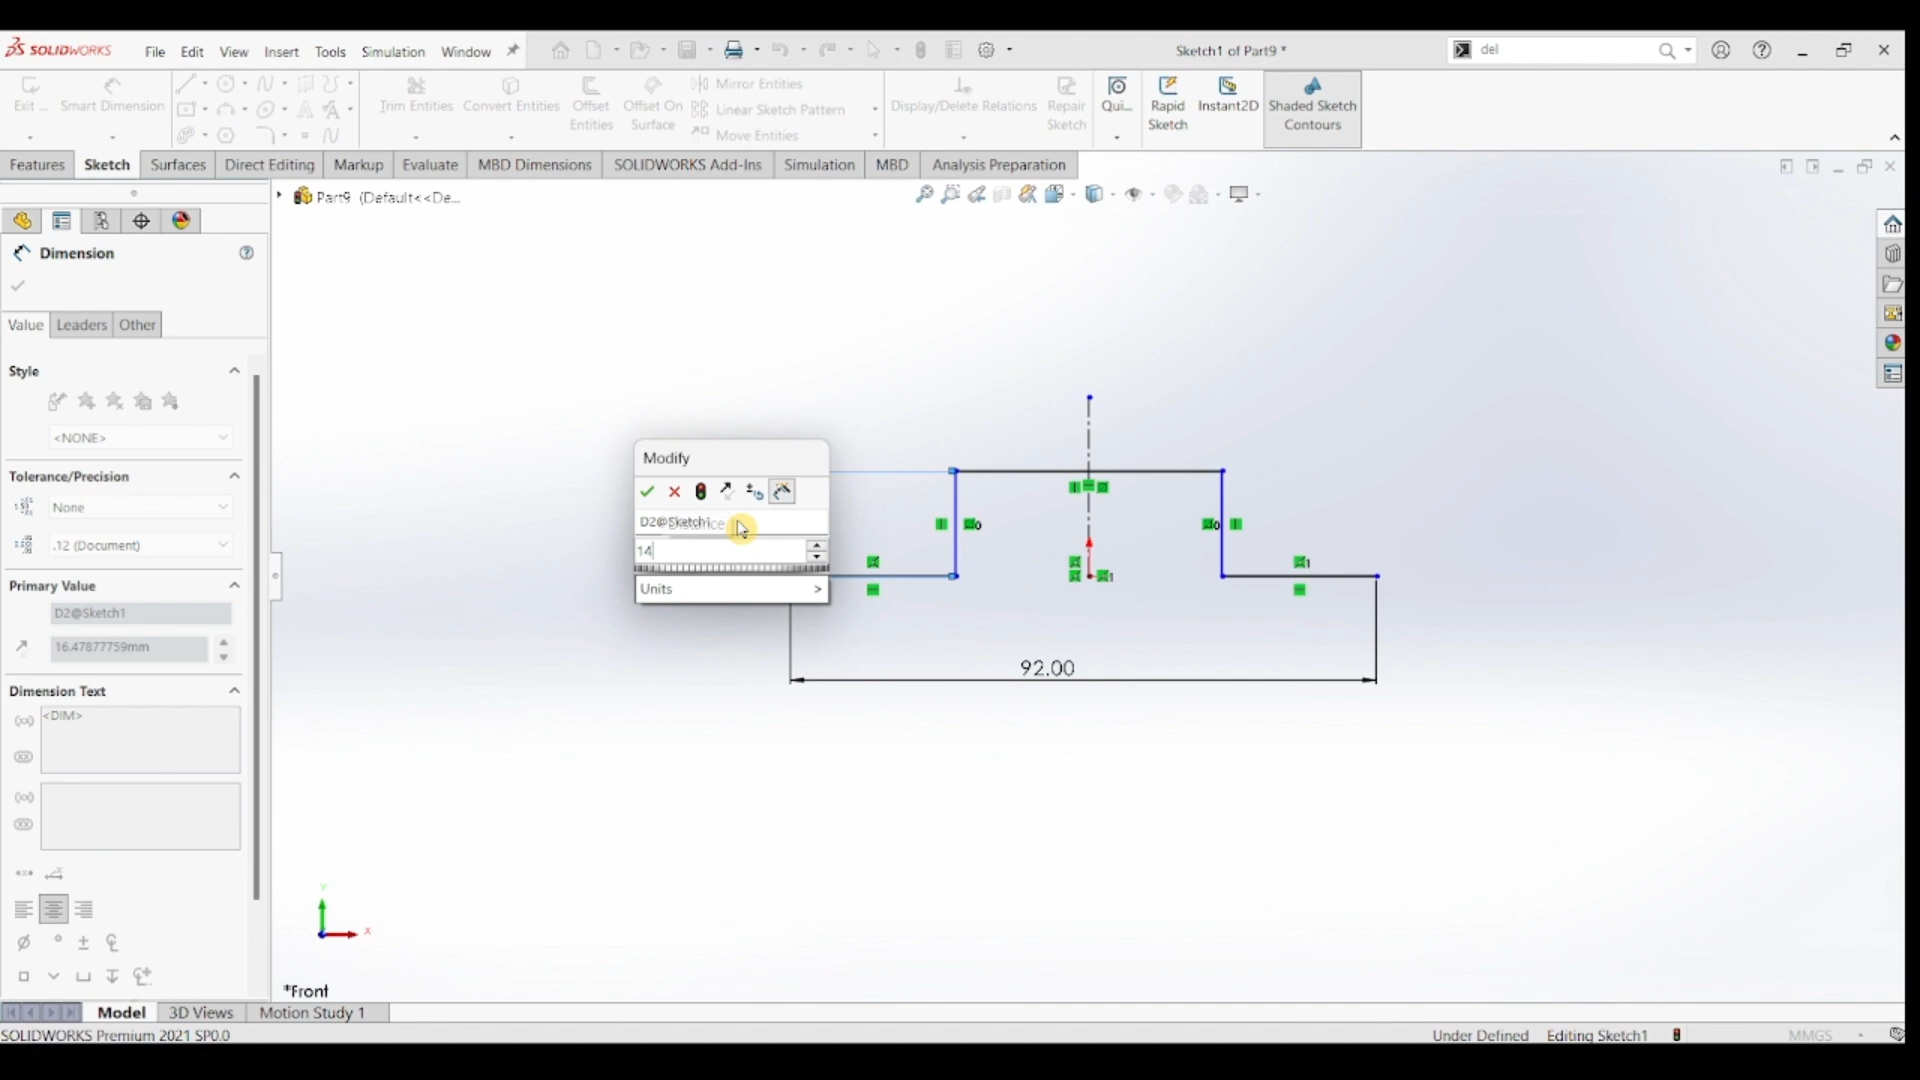 SOLIDWORKS File Edit View Insert Tools Simulation Window Sketch1 of Part9 * del
Exit ... Smart Dimension Trim Entities Convert Entities Offset Entities Offset On Surface Mirror Entities Linear Sketch Pattern Move Entities Display/Delete Relations Repair Sketch Qui... Rapid Sketch Instant2D Shaded Sketch Contours
Features Sketch Surfaces Direct Editing Markup Evaluate MBD Dimensions SOLIDWORKS Add-Ins Simulation MBD Analysis Preparation
Part9 (Default<<De...
Dimension
Value Leaders Other
Style
<NONE>
Tolerance/Precision
None
.12 (Document)
Primary Value
D2@Sketch1
16.47877759mm
Dimension Text
<DIM>
Modify
D2@Sketch1
Distance
14
Units >
0
0
1
1
92.00
Y
X
*Front
Model 3D Views Motion Study 1
SOLIDWORKS Premium 2021 SP0.0 Under Defined Editing Sketch1 MMGS